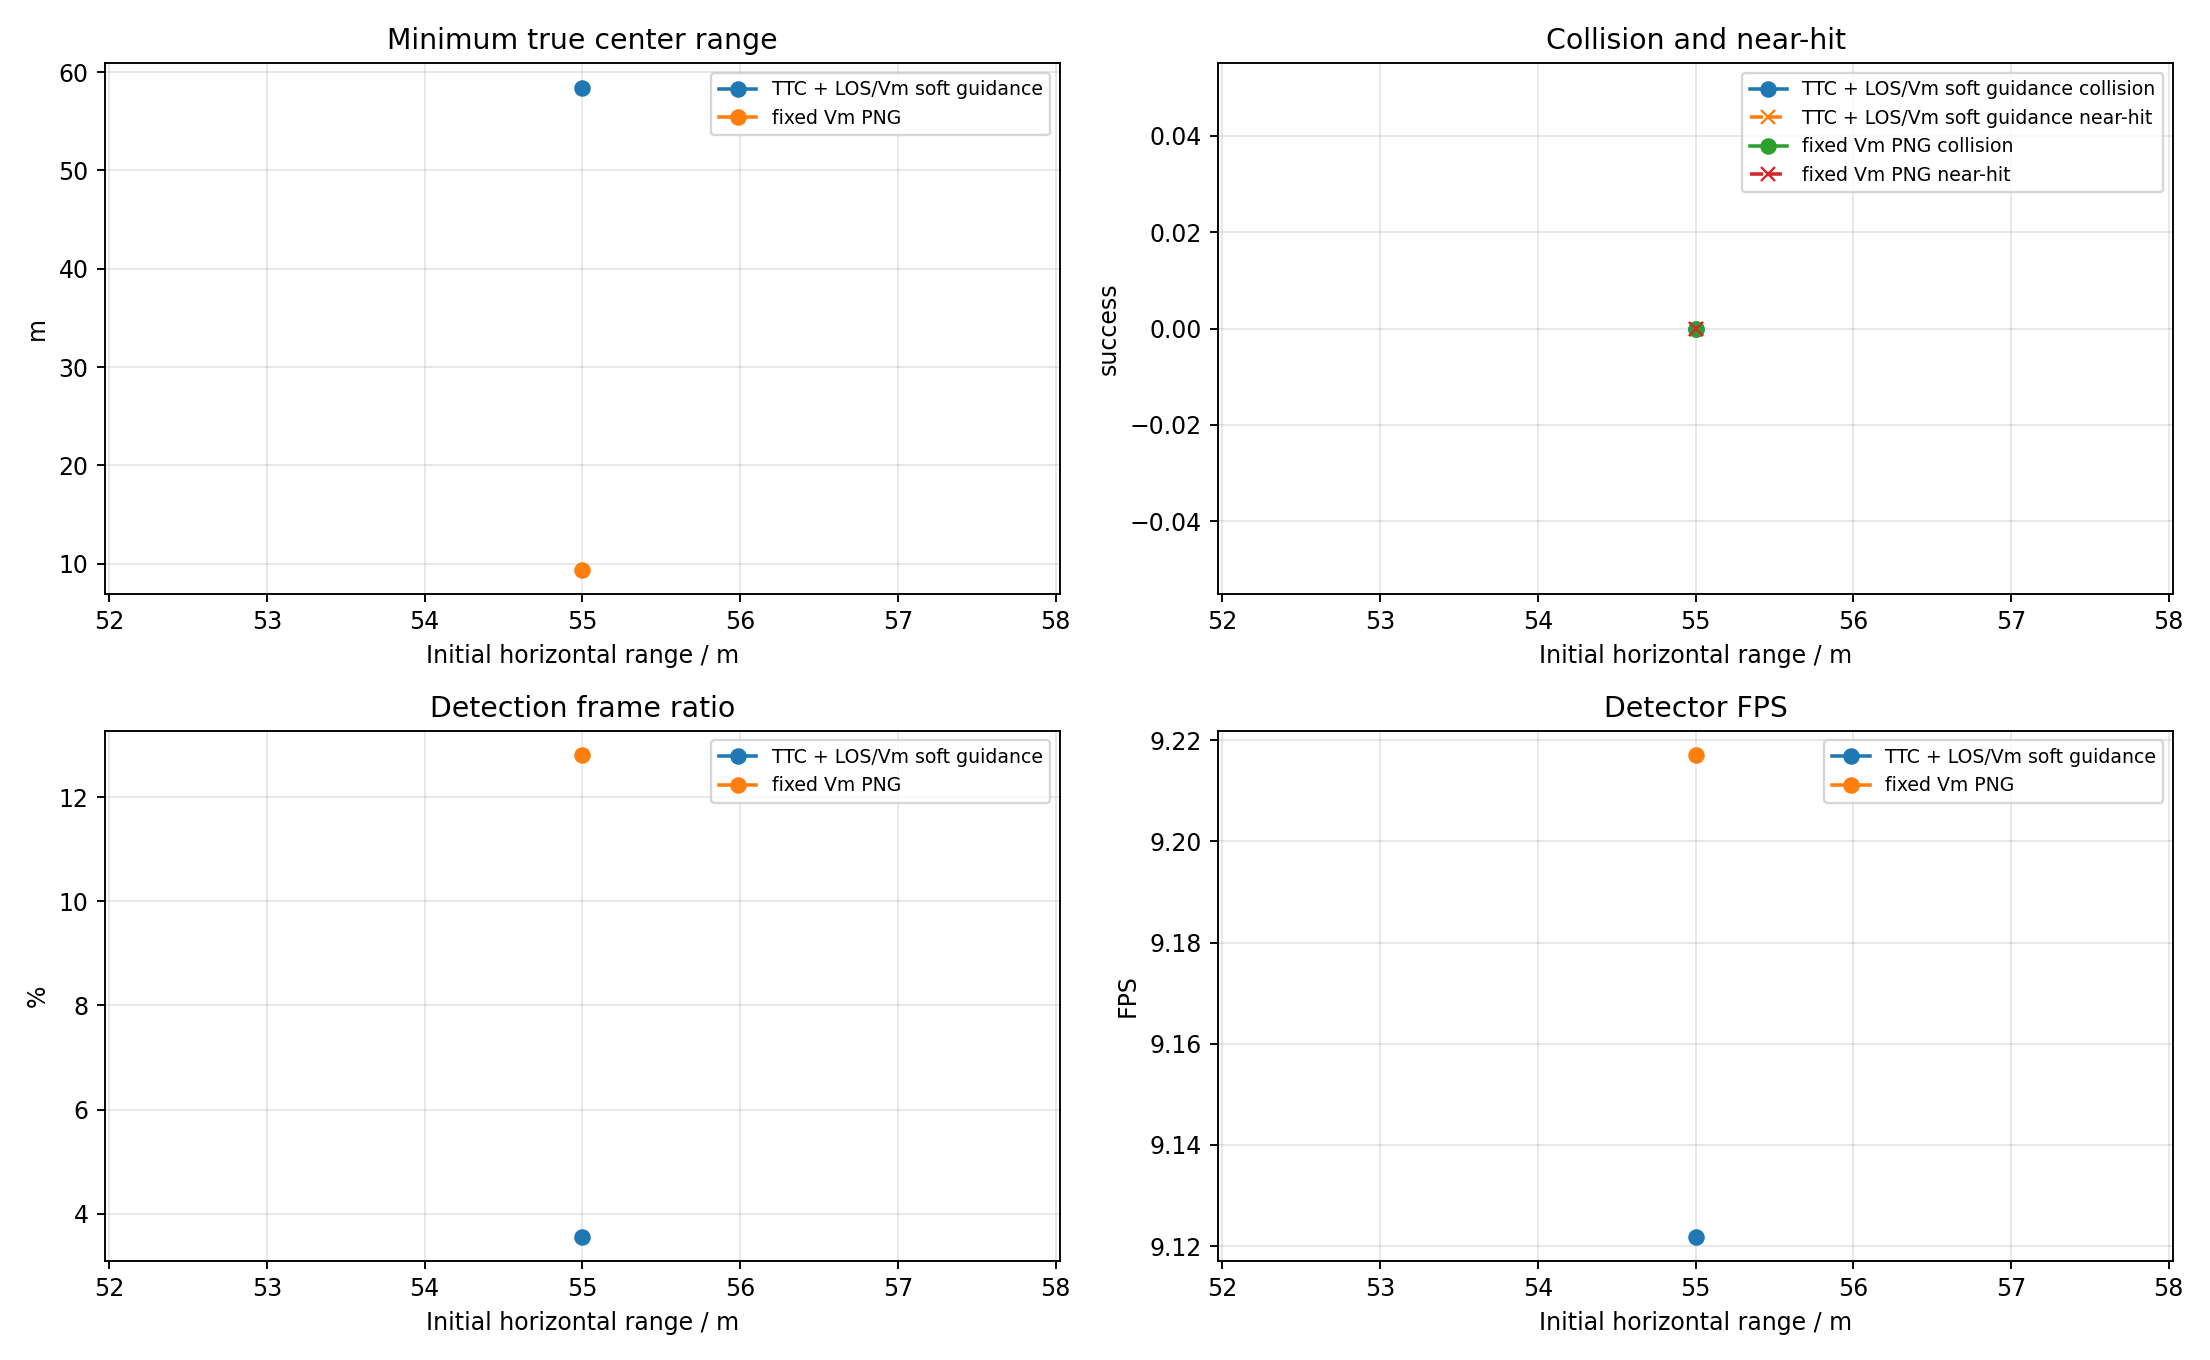 Minimum true center range
60
50
40
30
20
10
m
TTC + LOS/Vm soft guidance
fixed Vm PNG
52 53 54 55 56 57 58
Initial horizontal range / m
Collision and near-hit
0.04
0.02
0.00
−0.02
−0.04
success
TTC + LOS/Vm soft guidance collision
TTC + LOS/Vm soft guidance near-hit
fixed Vm PNG collision
fixed Vm PNG near-hit
52 53 54 55 56 57 58
Initial horizontal range / m
Detection frame ratio
12
10
8
6
4
%
TTC + LOS/Vm soft guidance
fixed Vm PNG
52 53 54 55 56 57 58
Initial horizontal range / m
Detector FPS
9.22
9.20
9.18
9.16
9.14
9.12
FPS
TTC + LOS/Vm soft guidance
fixed Vm PNG
52 53 54 55 56 57 58
Initial horizontal range / m